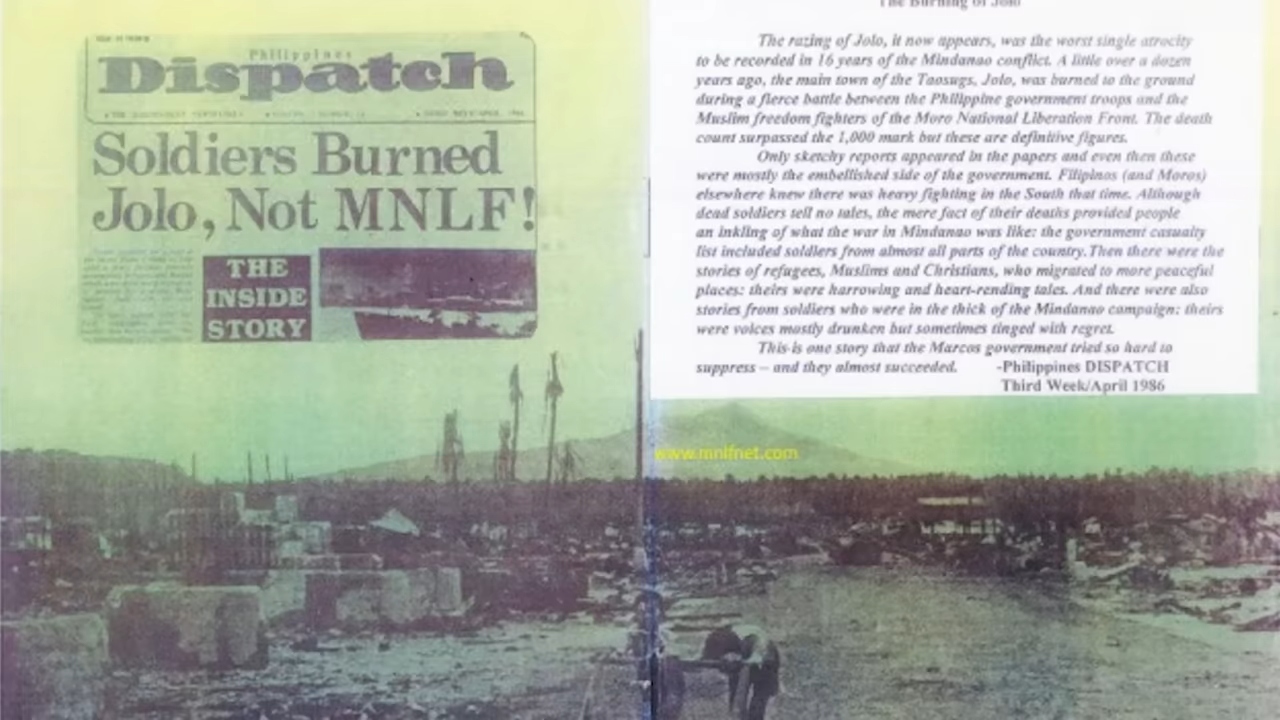 Philippines
Dispatch
Soldiers Burned
Jolo, Not MNLF!
THE
INSIDE
STORY
The Burning of Jolo
The razing of Jolo, it now appears, was the worst single atrocity
to be recorded in 16 years of the Mindanao conflict. A little over a dozen
years ago, the main town of the Taosugs, Jolo, was burned to the ground
during a fierce battle between the Philippine government troops and the
Muslim freedom fighters of the Moro National Liberation Front. The death
count surpassed the 1,000 mark but these are definitive figures.
Only sketchy reports appeared in the papers and even then these
were mostly the embellished side of the government. Filipinos (and Moros)
elsewhere knew there was heavy fighting in the South that time. Although
dead soldiers tell no tales, the mere fact of their deaths provided people
an inkling of what the war in Mindanao was like: the government casualty
list included soldiers from almost all parts of the country.Then there were the
stories of refugees, Muslims and Christians, who migrated to more peaceful
places: theirs were harrowing and heart-rending tales. And there were also
stories from soldiers who were in the thick of the Mindanao campaign: theirs
were voices mostly drunken but sometimes tinged with regret.
This is one story that the Marcos government tried so hard to
suppress – and they almost succeeded. -Philippines DISPATCH
Third Week/April 1986
www.mnlfnet.com